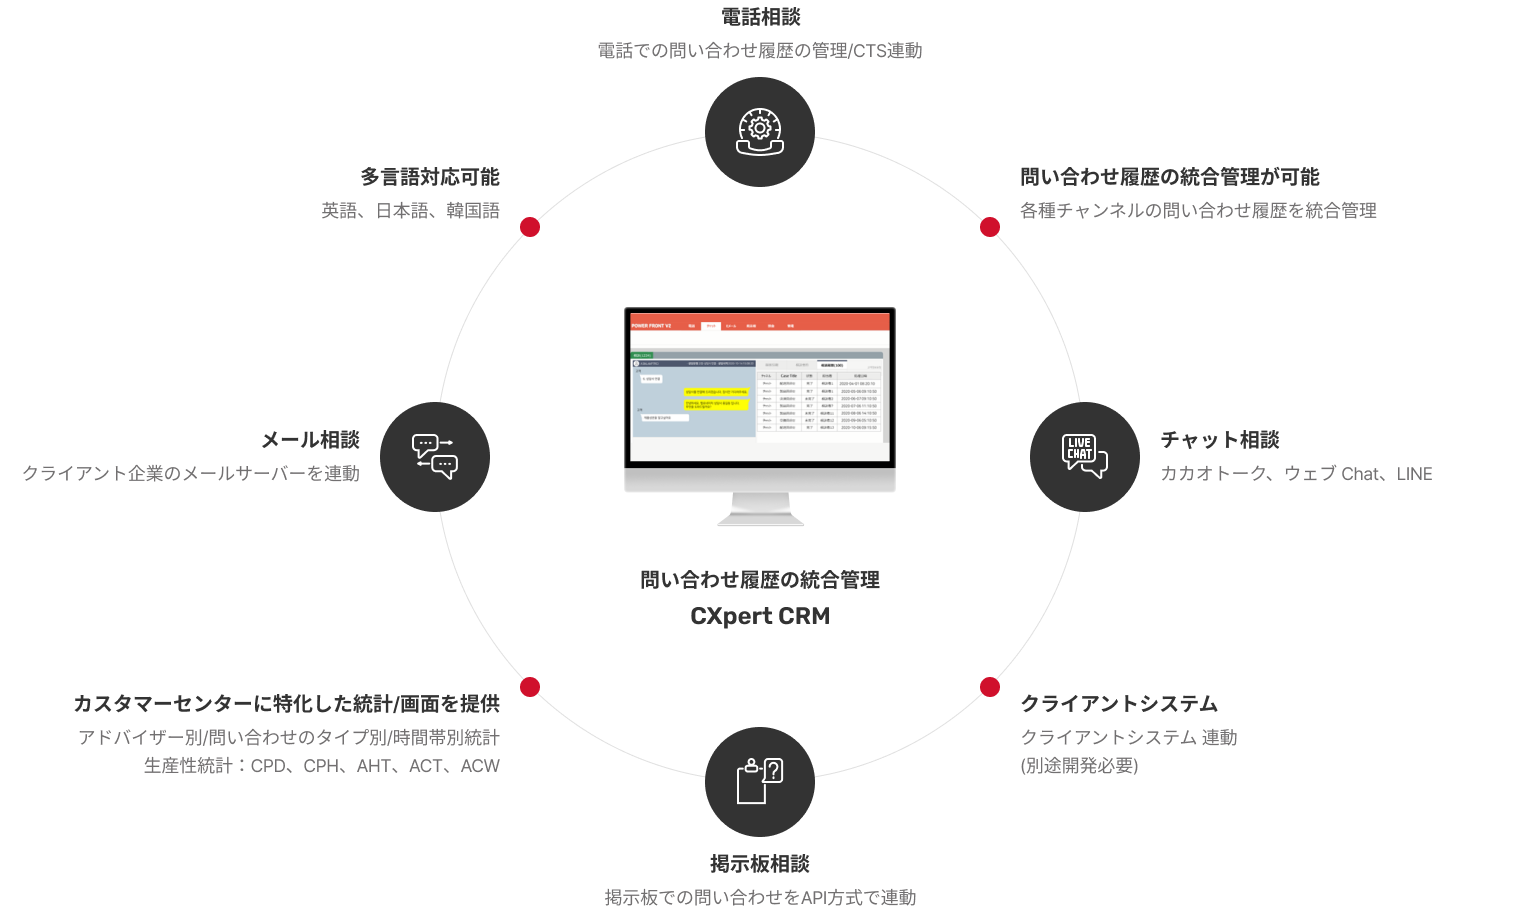 電話相談
電話での問い合わせ履歴の管理/CTS連動
多言語対応可能
英語、日本語、韓国語
問い合わせ履歴の統合管理が可能
各種チャンネルの問い合わせ履歴を統合管理
POWER FRONT V2
メール相談
クライアント企業のメールサーバーを連動
LIVE
CHAT
チャット相談
カカオトーク、ウェブ Chat、LINE
問い合わせ履歴の統合管理
CXpert CRM
カスタマーセンターに特化した統計/画面を提供
アドバイザー別/問い合わせのタイプ別/時間帯別統計
生産性統計：CPD、CPH、AHT、ACT、ACW
クライアントシステム
クライアントシステム 連動
(別途開発必要)
?
掲示板相談
掲示板での問い合わせをAPI方式で連動